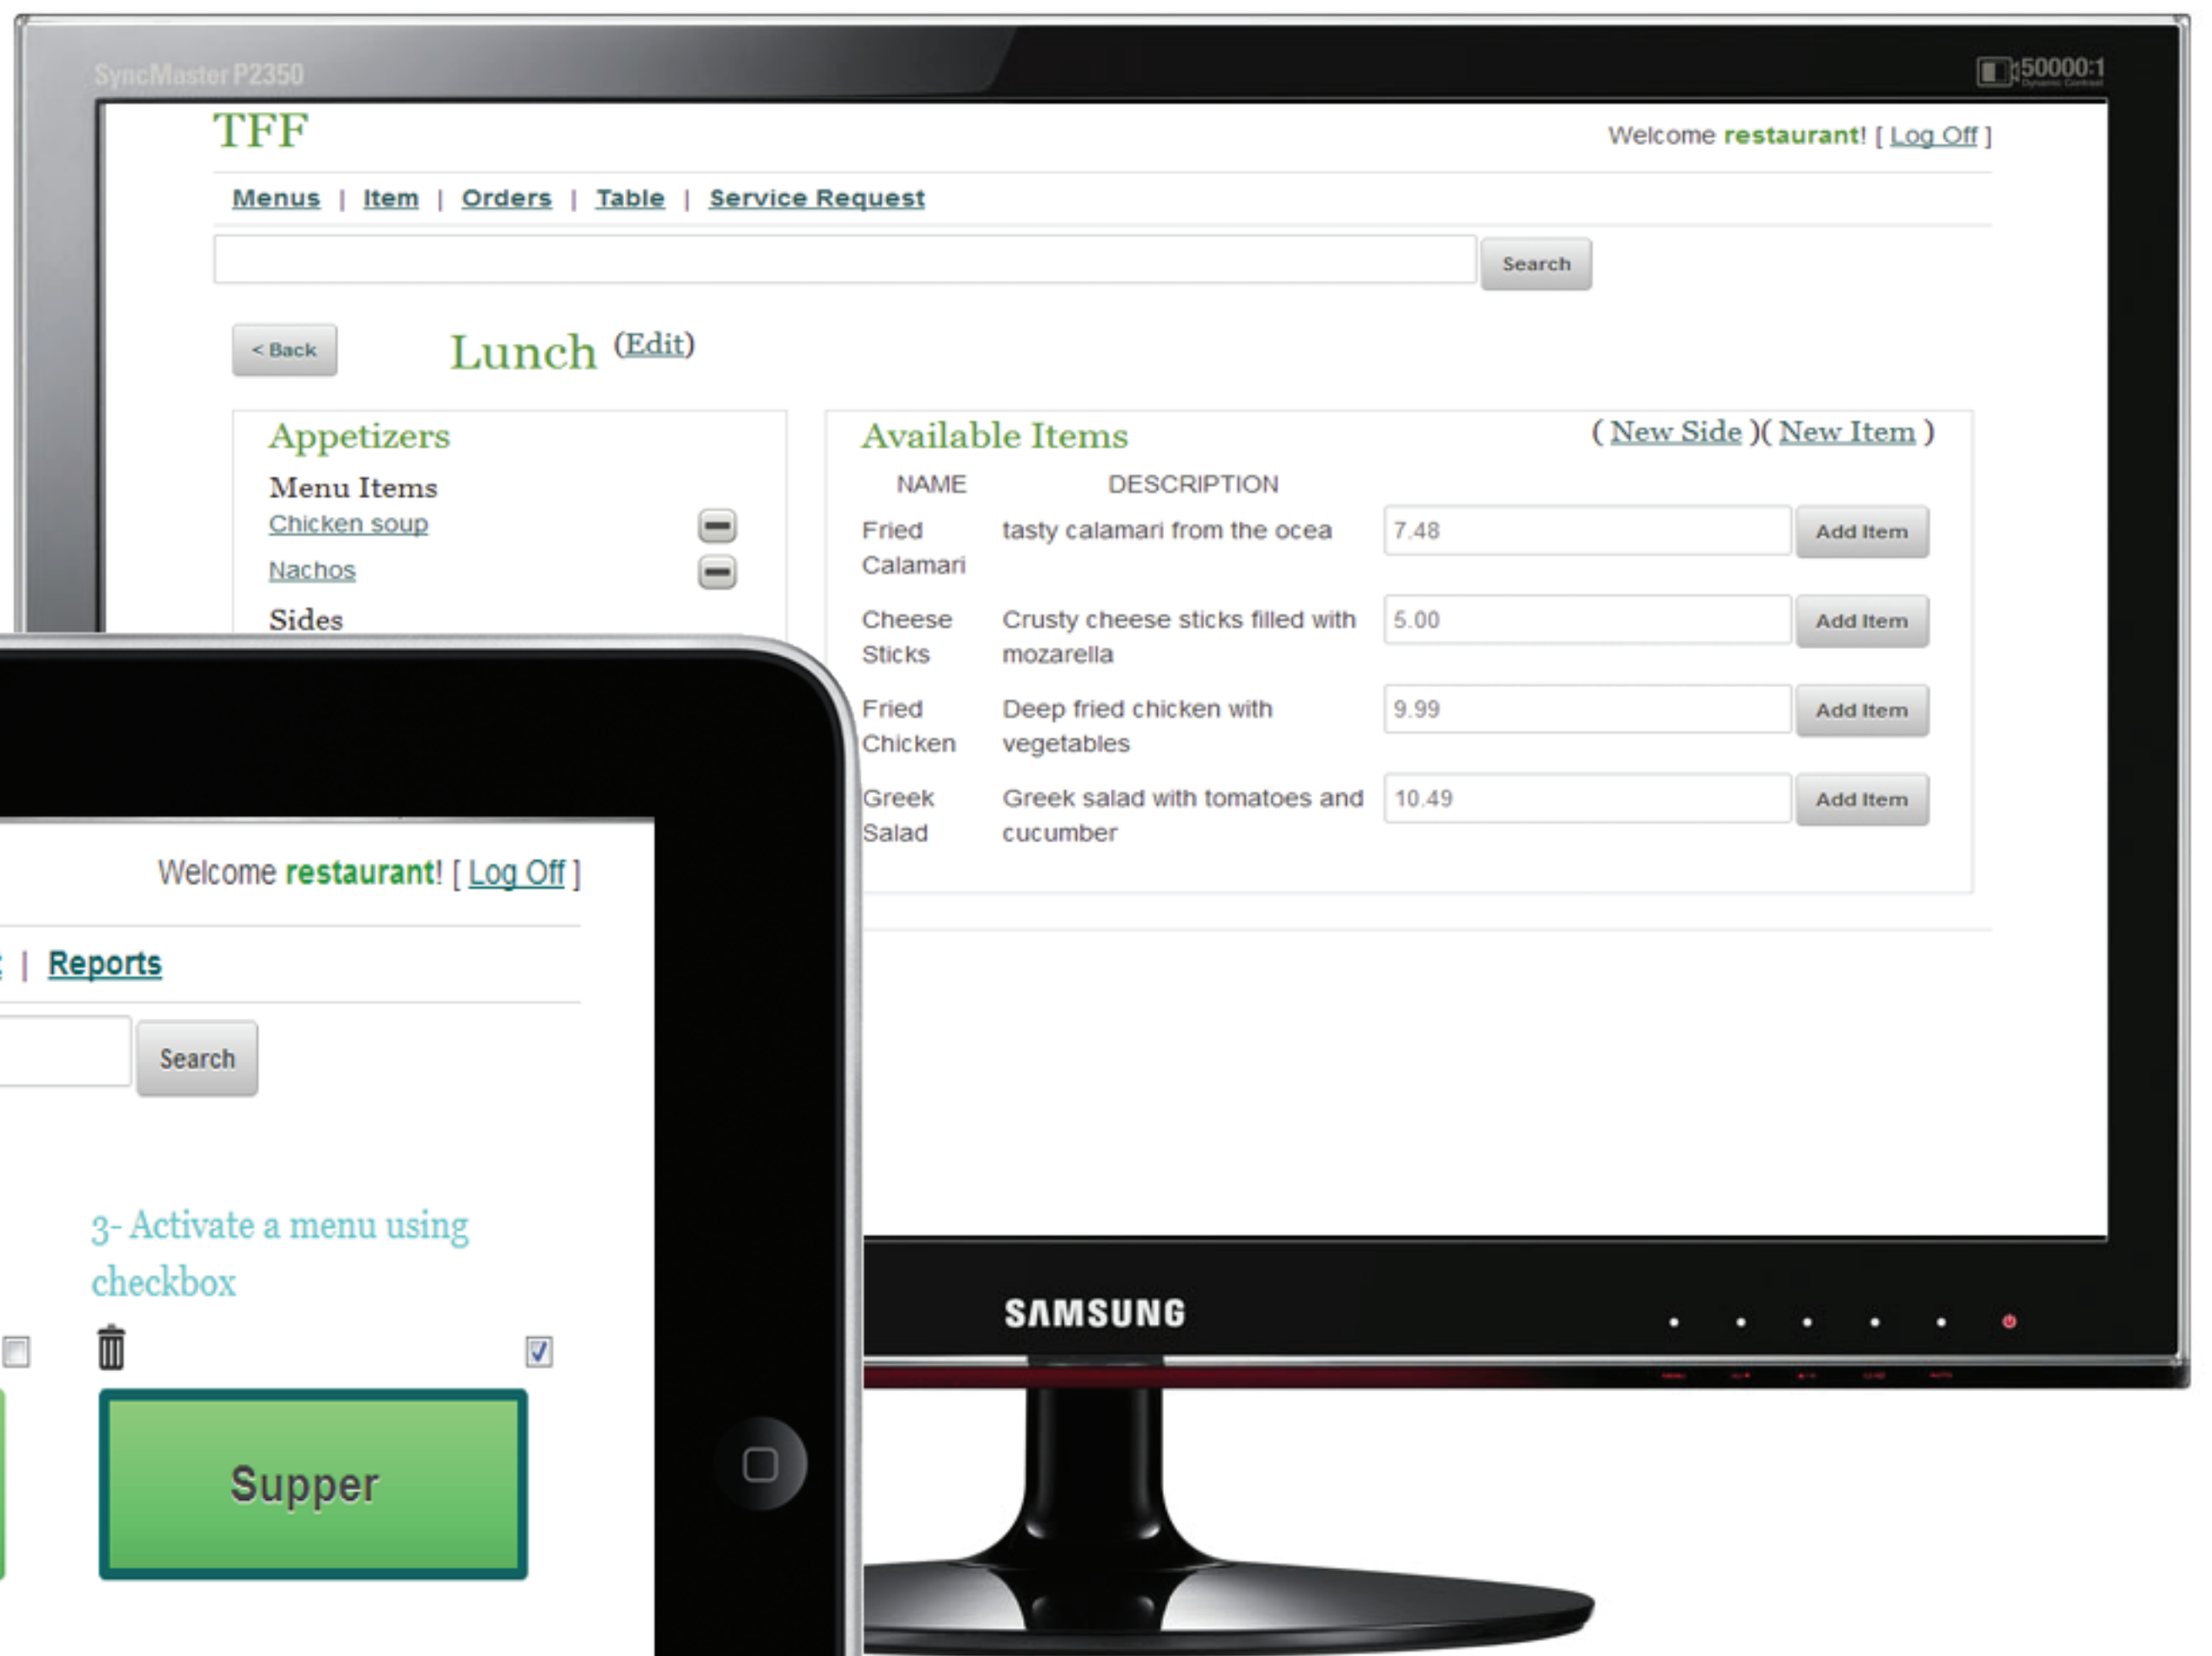 SyncMaster P2350
50000:1
Dynamic Contrast
TFF
Welcome restaurant! [ Log Off ]
Menus | Item | Orders | Table | Service Request
Search
< Back
Lunch (Edit)
Appetizers
Menu Items
Chicken soup
Nachos
Sides
Available Items
( New Side )( New Item )
NAME DESCRIPTION
Fried Calamari
tasty calamari from the ocea
7.48
Add Item
Cheese Sticks
Crusty cheese sticks filled with
mozarella
5.00
Add Item
Fried Chicken
Deep fried chicken with
vegetables
9.99
Add Item
Greek Salad
Greek salad with tomatoes and
cucumber
10.49
Add Item
SAMSUNG
Welcome restaurant! [ Log Off ]
| Reports
Search
3- Activate a menu using
checkbox
Supper